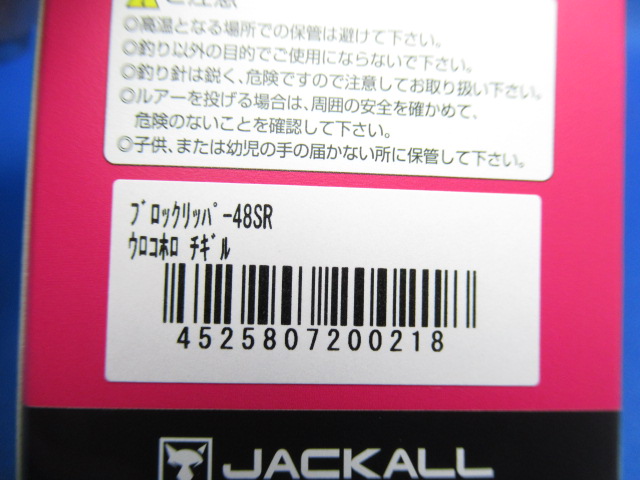 ご注意
◎高温となる場所での保管は避けて下さい。
◎釣り以外の目的でご使用にならないで下さい。
◎釣り針は鋭く、危険ですので注意してお取り扱い下さい。
◎ルアーを投げる場合は、周囲の安全を確かめて、
危険のないことを確認して下さい。
◎子供、または幼児の手の届かない所に保管して下さい。
ﾌﾞﾛｯｸﾘｯﾊﾟ-48SR
ｳﾛｺﾎﾛ ﾁｷﾞﾙ
4525807200218
JACKALL